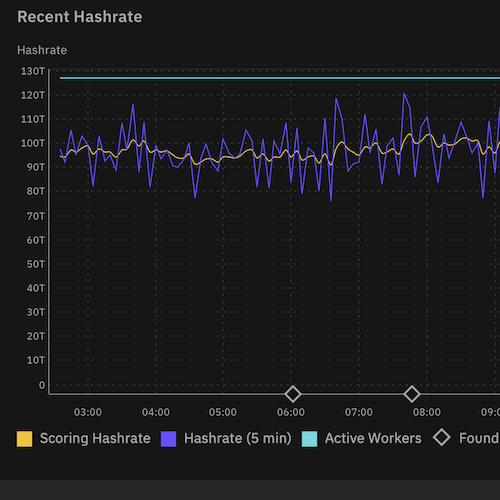 Recent Hashrate
Hashrate
130T
120T
110T
100T
90T
80T
70T
60T
50T
40T
30T
20T
10T
0
03:00 04:00 05:00 06:00 07:00 08:00 09:0
Scoring Hashrate Hashrate (5 min) Active Workers Found